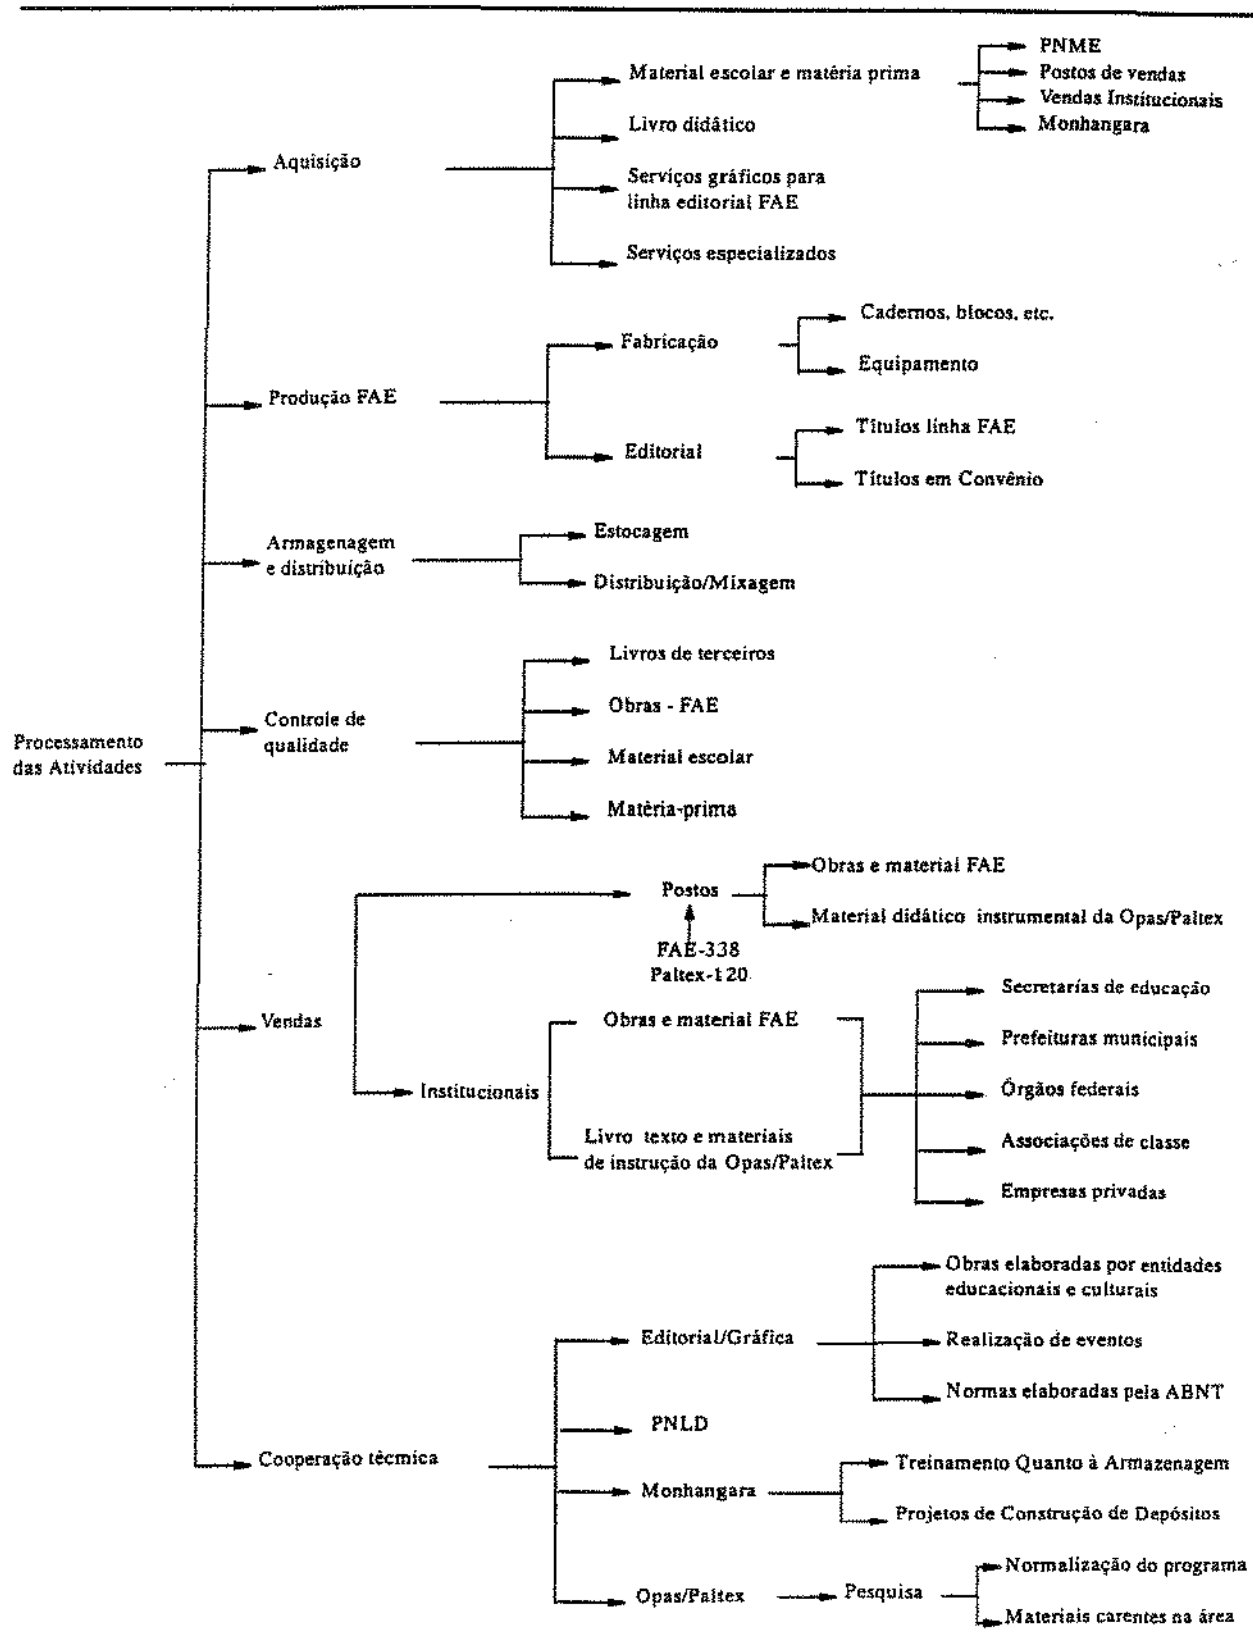 PNME
Material escolar e matéria prima
Postos de vendas
Vendas Institucionais
Livro didático
Monhangara
Aquisição
Serviços gráficos para
linha editorial FAE
Serviços especializados
Cadernos, blocos, etc.
Fabricação
Equipamento
Produção FAE
Títulos línha FAE
Editorial
Títulos em Convênio
Estocagem
Armagenagem
e distribuição
Distribuição/Mixagem
Livros de terceiros
Obras - FAE
Controle de
qualidade
Processamento
das Atividades
Material escolar
Matéria-prima
Obras e material FAE
Postos
Material didático instrumental da Opas/Paltex
FAE-338
Paltex-120
Secretarías de educação
Vendas
Obras e material FAE
Prefeituras municipais
Institucionais
Órgãos federais
Livro texto e materiais
de instrução da Opas/Paltex
Associações de classe
Empresas privadas
Obras elaboradas por entidades
educacionais e culturais
Editorial/Gráfica
Realização de eventos
Normas elaboradas pela ABNT
PNLD
Cooperação técmica
Treinamento Quanto à Armazenagem
Monhangara
Projetos de Construção de Depósitos
Normalização do programa
Opas/Paltex
Pesquisa
Materiais carentes na área